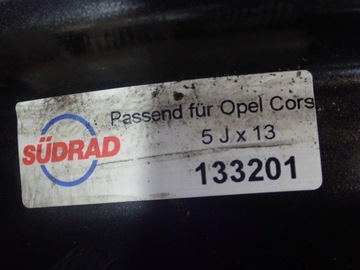 Passend für Opel Cors
5 J x 13
SÜDRAD
133201